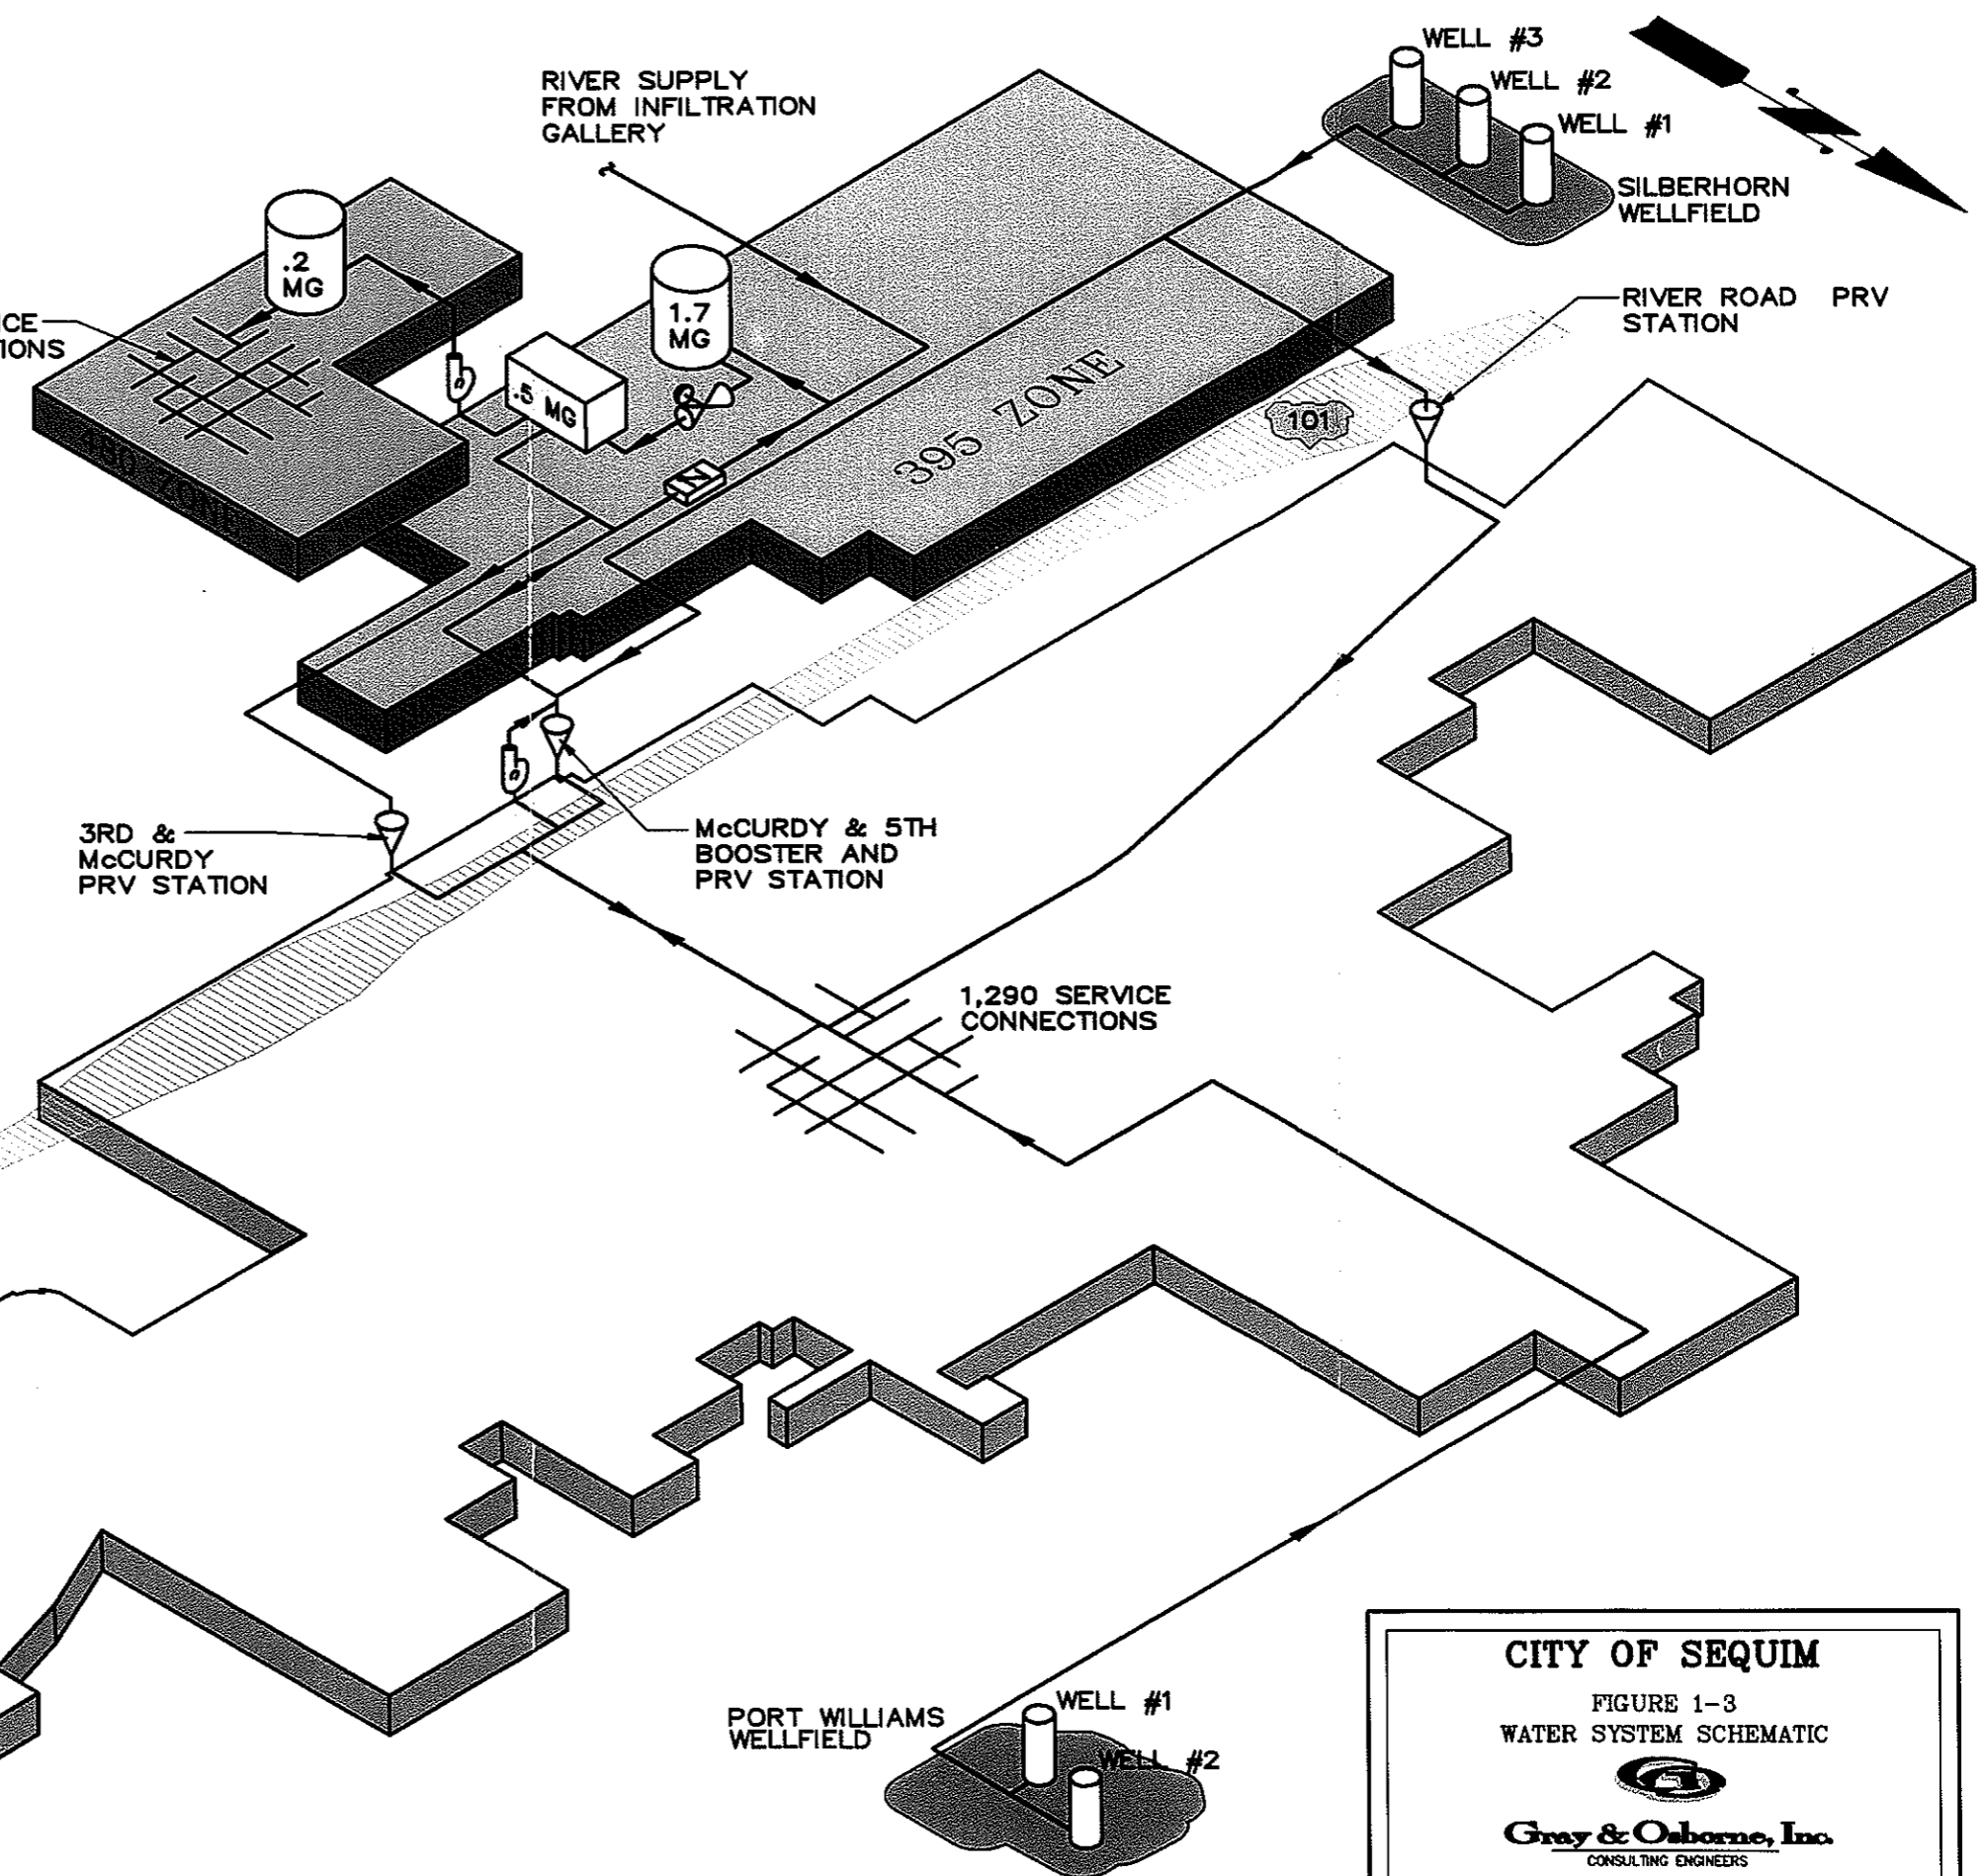 WELL #3
WELL #2
WELL #1
SILBERHORN
WELLFIELD
RIVER SUPPLY
FROM INFILTRATION
GALLERY
.2
MG
1.7
MG
.5 MG
RIVER ROAD PRV
STATION
395 ZONE
101
ZONE
3RD &
McCURDY
PRV STATION
McCURDY & 5TH
BOOSTER AND
PRV STATION
1,290 SERVICE
CONNECTIONS
PORT WILLIAMS
WELLFIELD
WELL #1
WELL #2
CITY OF SEQUIM
FIGURE 1-3
WATER SYSTEM SCHEMATIC
Gray & Osborne, Inc.
CONSULTING ENGINEERS